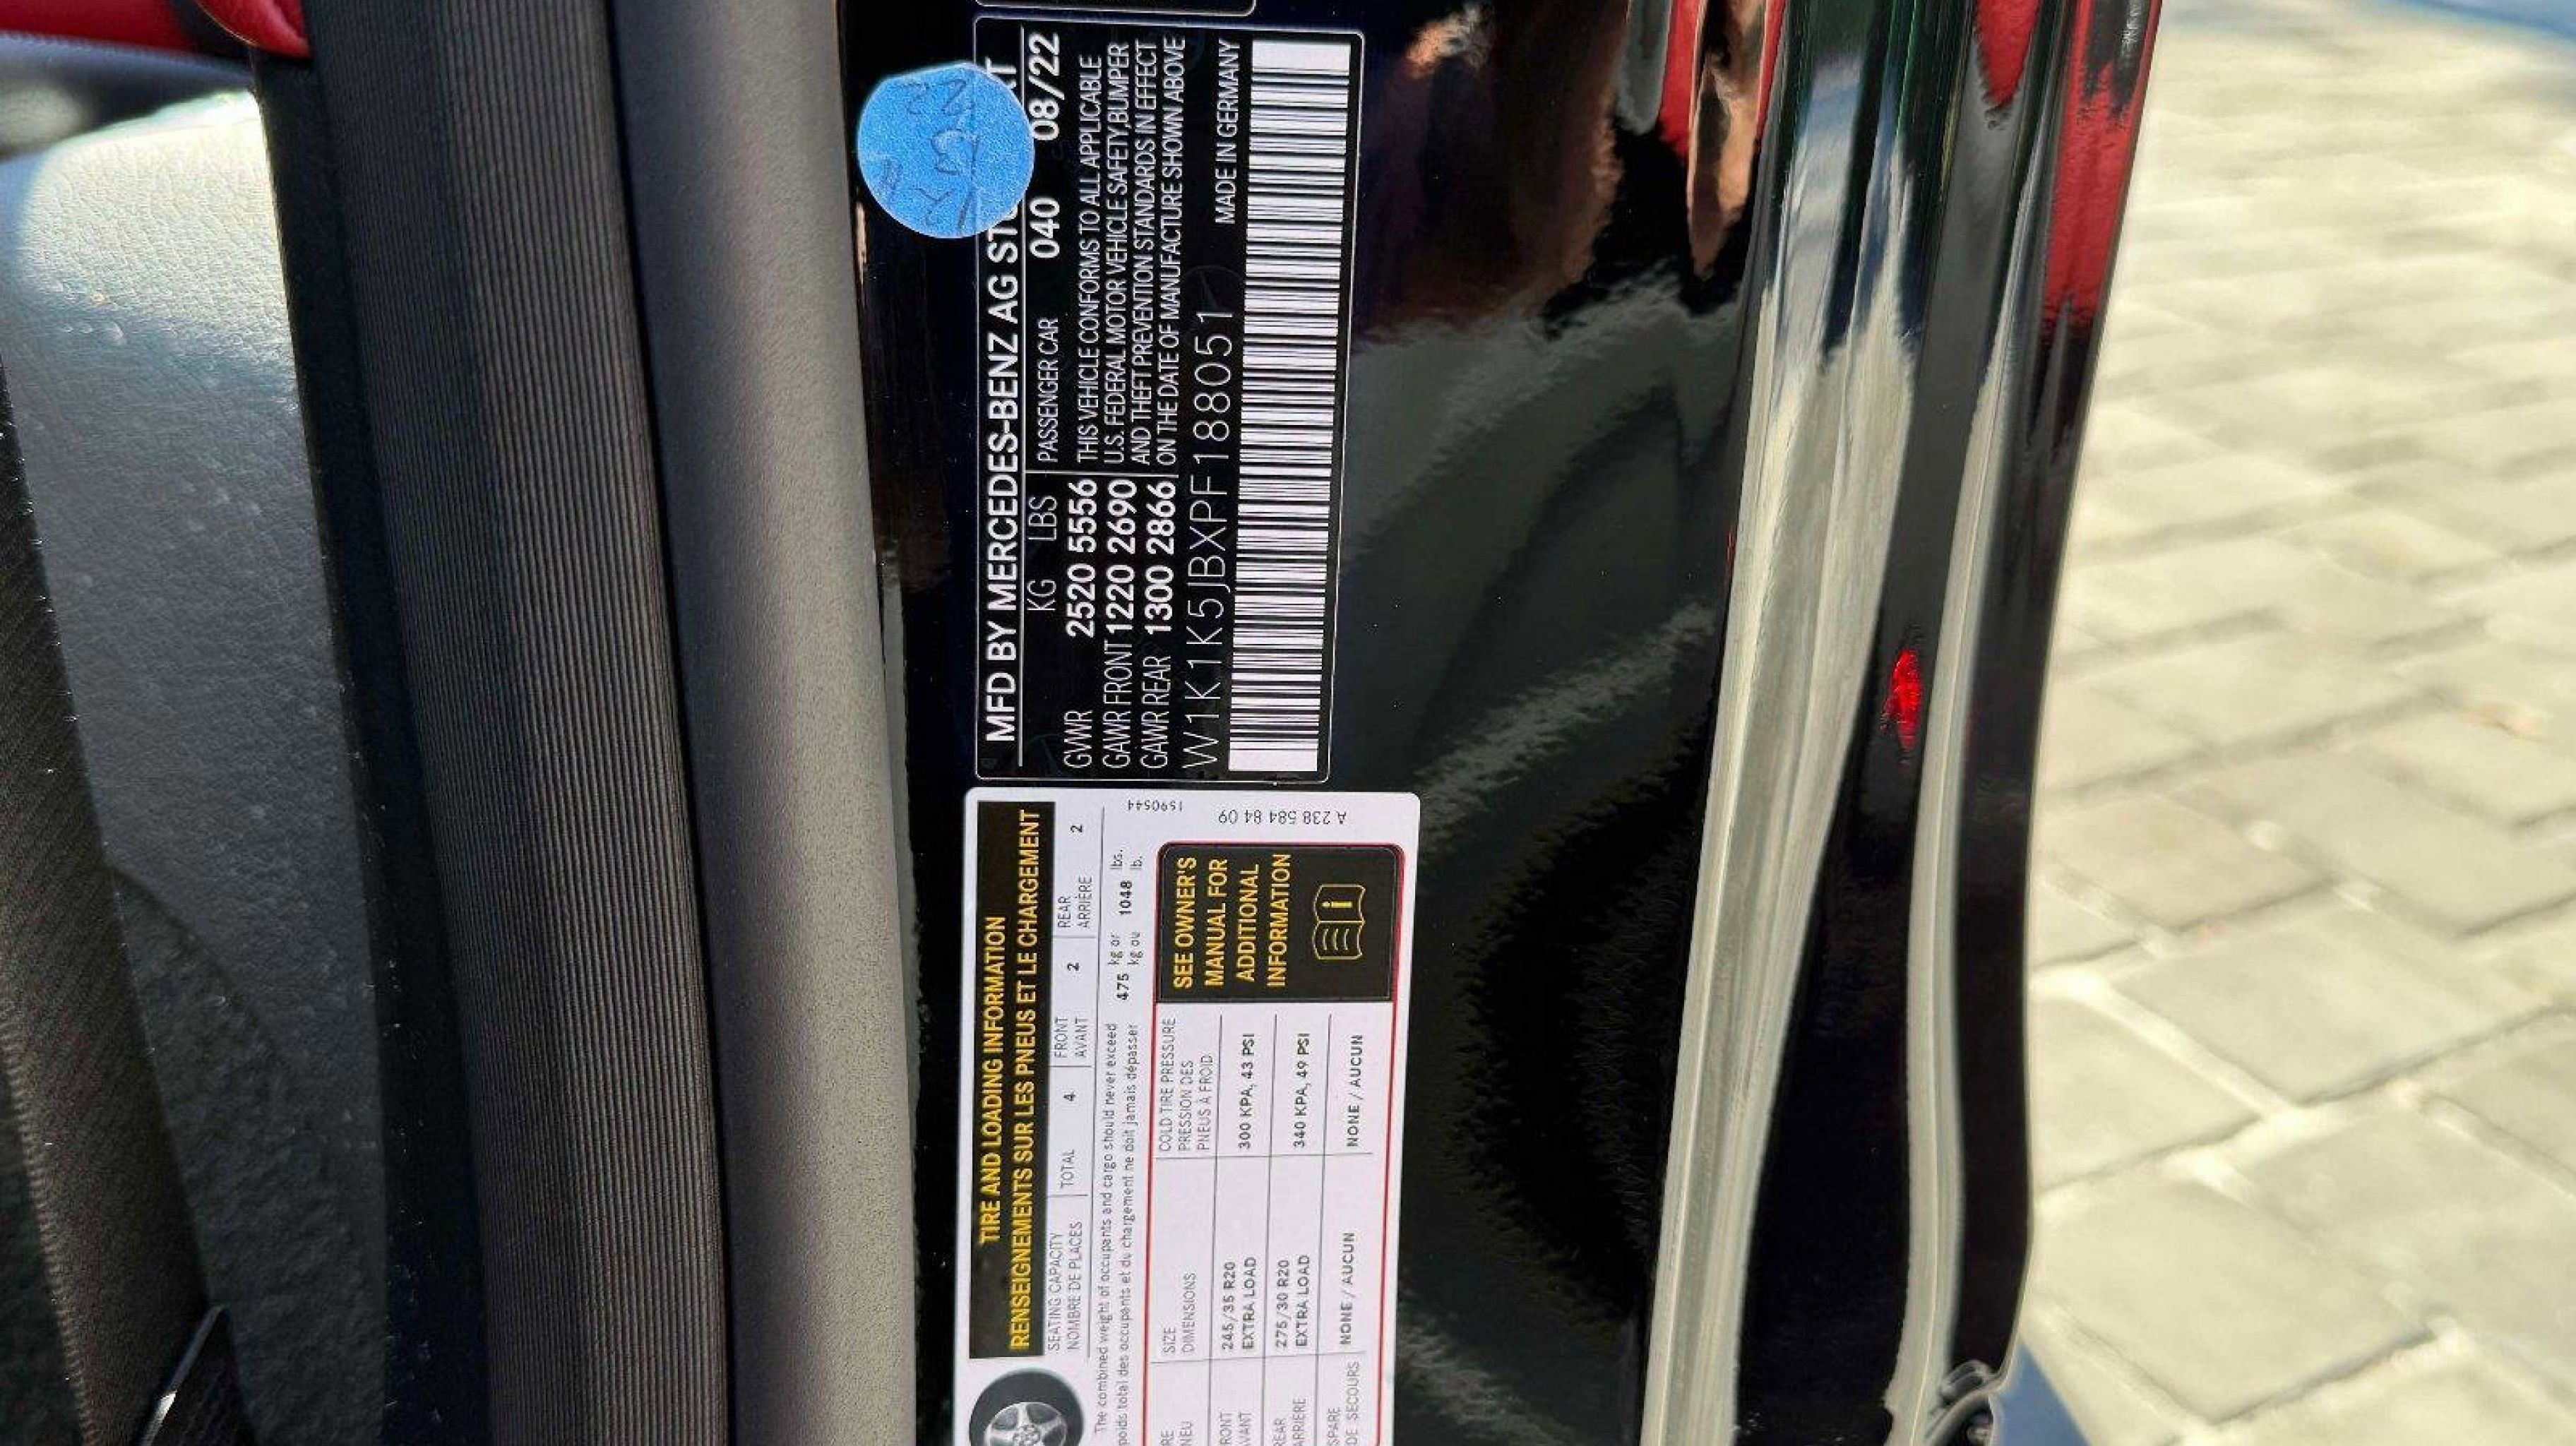 MFD BY MERCEDES-BENZ AG
KG LBS PASSENGER CAR 040 08/22
GVWR 2520 5556 THIS VEHICLE CONFORMS TO ALL APPLICABLE
GAWR FRONT 1220 2690 U.S. FEDERAL MOTOR VEHICLE SAFETY,BUMPER
GAWR REAR 1300 2866 AND THEFT PREVENTION STANDARDS IN EFFECT
ON THE DATE OF MANUFACTURE SHOWN ABOVE
W1K1K5JBXPF188051 MADE IN GERMANY
TIRE AND LOADING INFORMATION
RENSEIGNEMENTS SUR LES PNEUS ET LE CHARGEMENT
SEATING CAPACITY
NOMBRE DE PLACES
TOTAL 4
FRONT
AVANT
2
REAR
ARRIÈRE
2
The combined weight of occupants and cargo should never exceed 475 kg or 1048 lbs.
poids total des occupants et du chargement ne doit jamais dépasser kg ou lb.
SIZE
DIMENSIONS
COLD TIRE PRESSURE
PRESSION DES
PNEUS À FROID
245/35 R20
EXTRA LOAD
300 KPA, 43 PSI
275/30 R20
EXTRA LOAD
340 KPA, 49 PSI
SPARE
DE SECOURS
NONE / AUCUN
NONE / AUCUN
SEE OWNER'S
MANUAL FOR
ADDITIONAL
INFORMATION
1590544
A 238 584 84 09